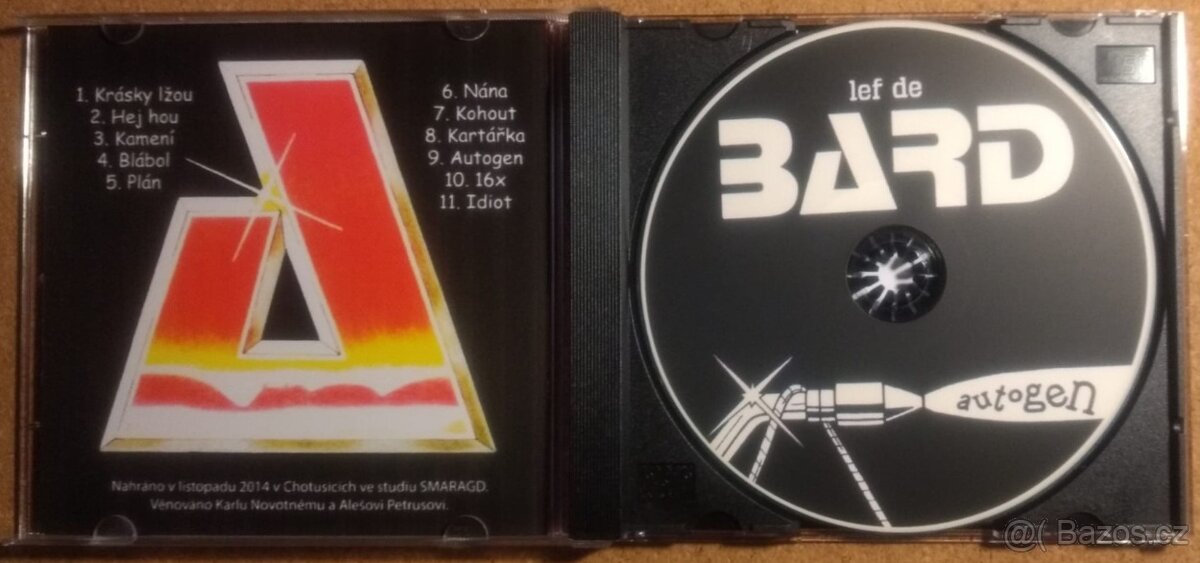 1. Krásky lžou
2. Hej hou
3. Kamení
4. Blábol
5. Plán
6. Nána
7. Kohout
8. Kartářka
9. Autogen
10. 16x
11. Idiot
Nahráno v listopadu 2014 v Chotusicích ve studiu SMARAGD.
Věnováno Karlu Novotnému a Alešovi Petrusovi.
lef de
BARD
autogen
@( Bazos.cz